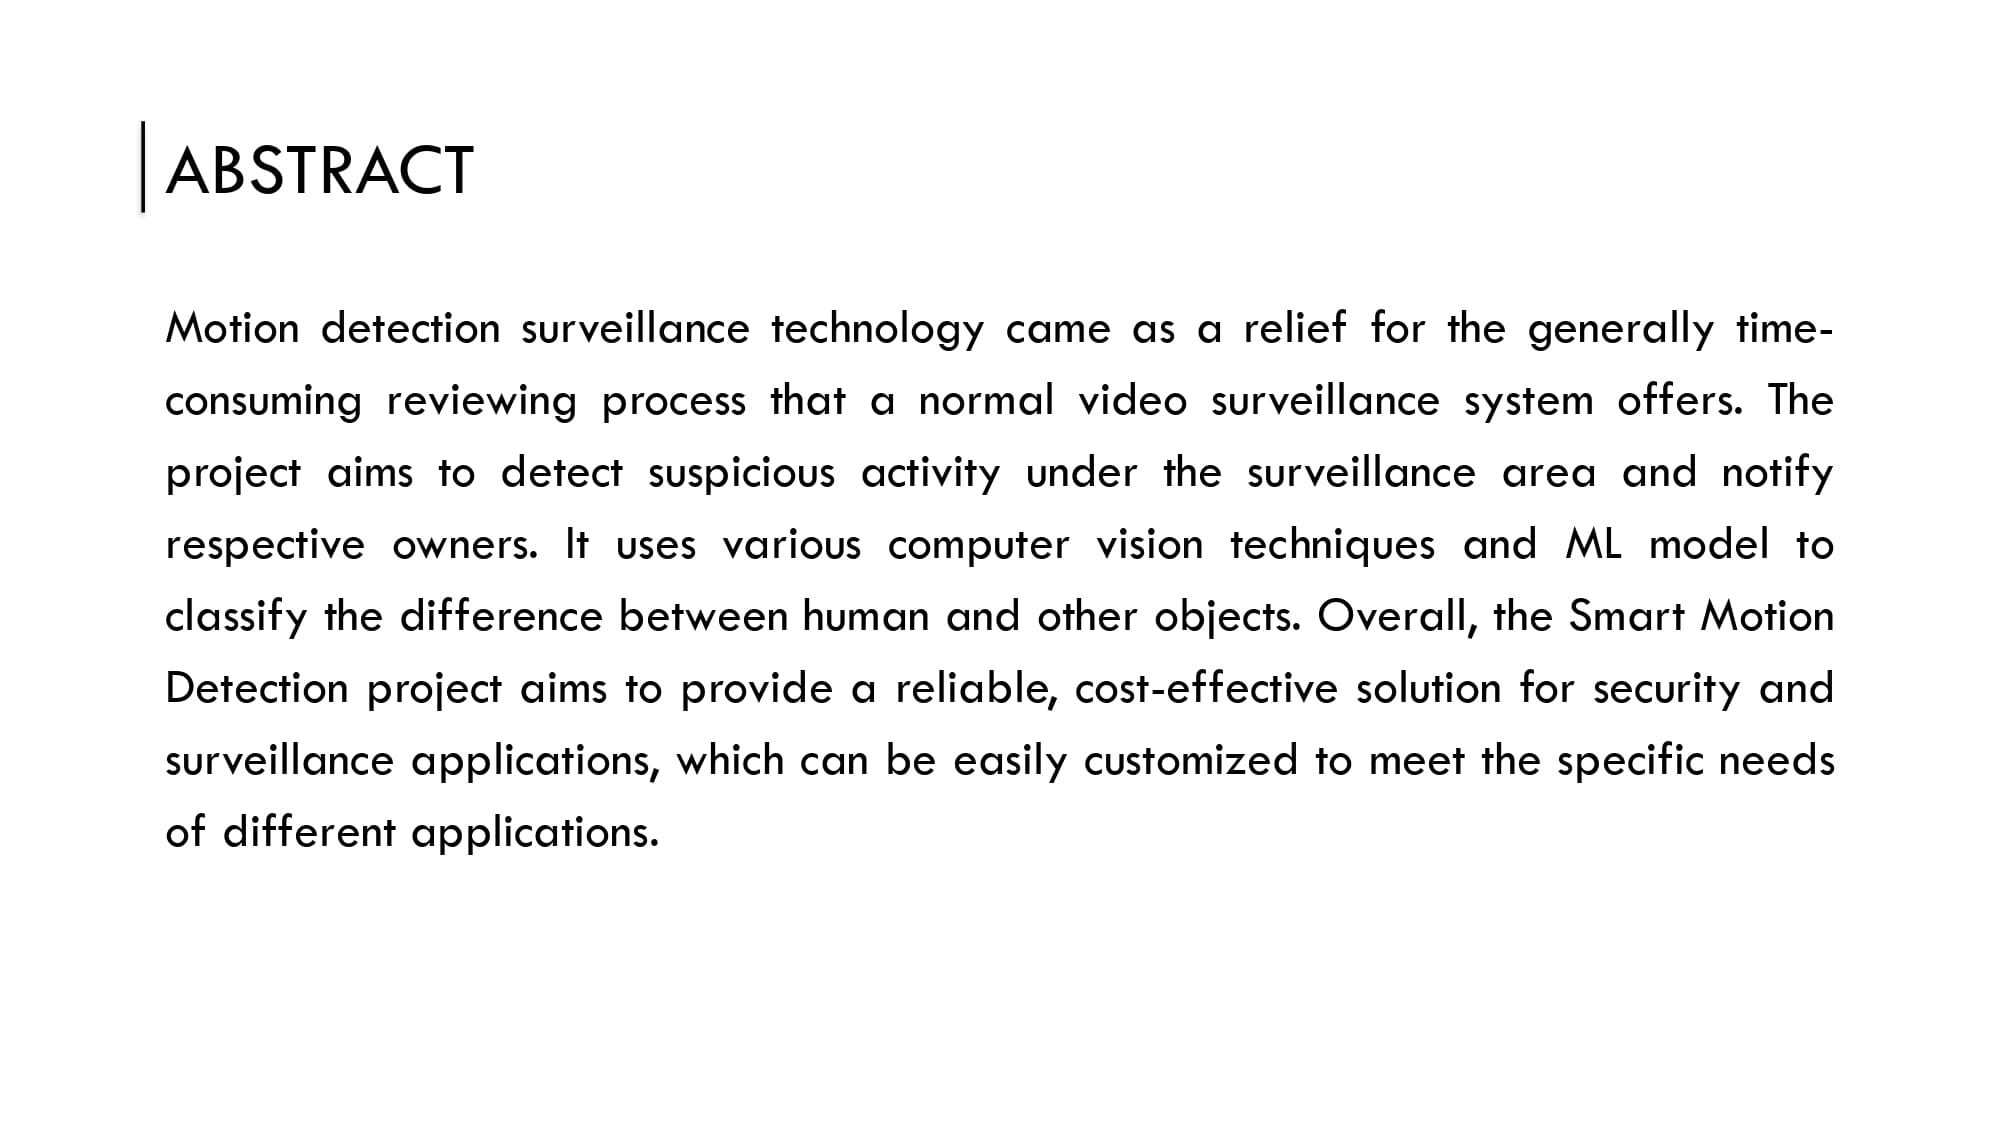 ABSTRACT
Motion detection surveillance technology came as a relief for the generally time-
consuming reviewing process that a normal video surveillance system offers. The
project aims to detect suspicious activity under the surveillance area and notify
respective owners. It uses various computer vision techniques and ML model to
classify the difference between human and other objects. Overall, the Smart Motion
Detection project aims to provide a reliable, cost-effective solution for security and
surveillance applications, which can be easily customized to meet the specific needs
of different applications.